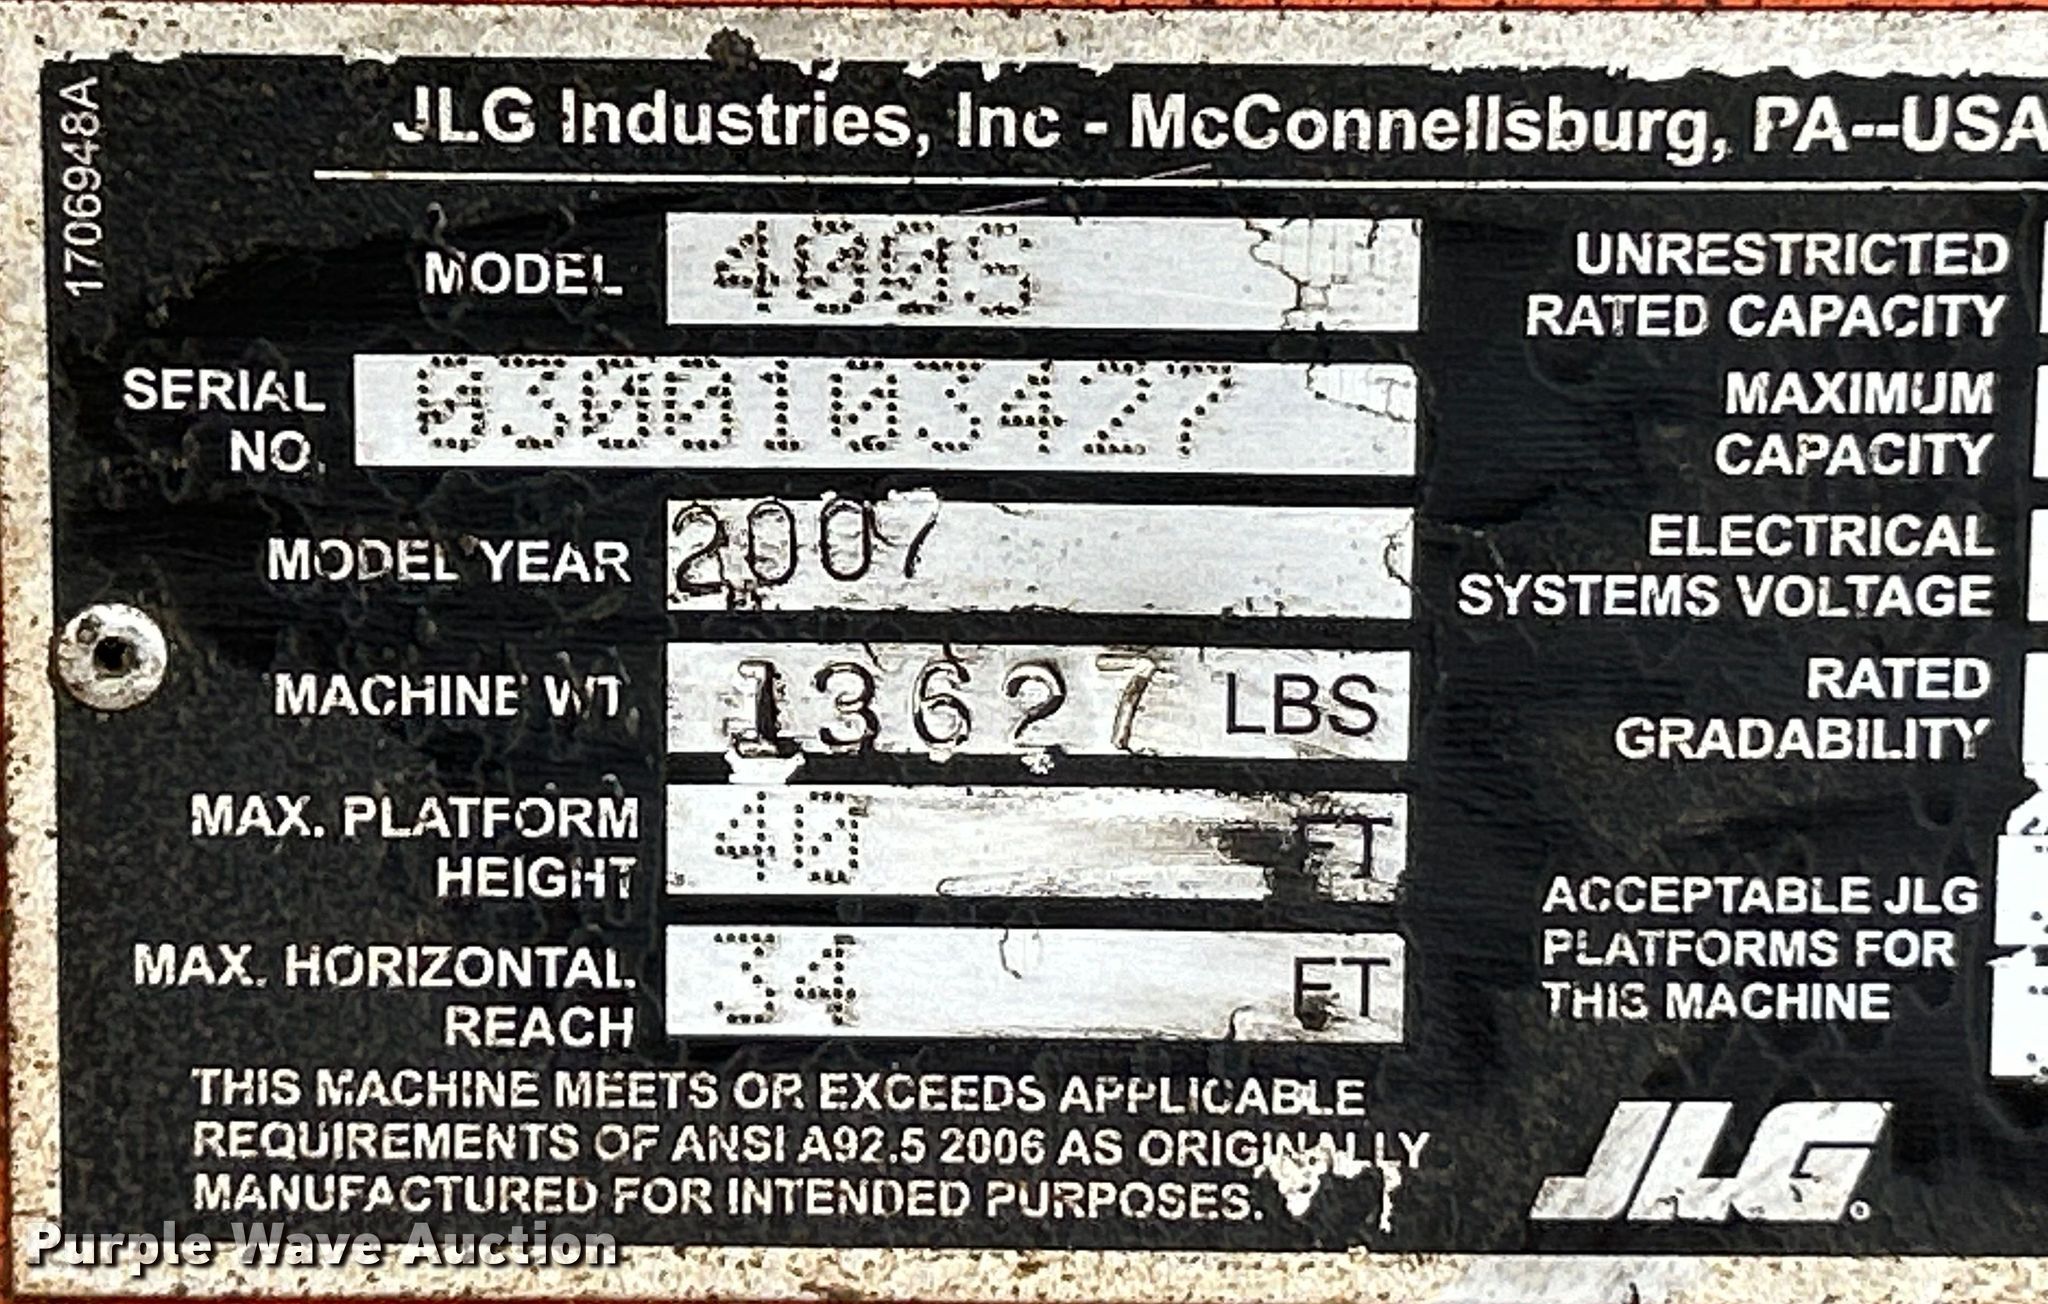 1706948A
JLG Industries, Inc - McConnellsburg, PA--USA
MODEL 400S
SERIAL NO. 0300103427
MODEL YEAR 2007
MACHINE WT. 13627 LBS
MAX. PLATFORM HEIGHT 40 FT
MAX. HORIZONTAL REACH 34 FT
THIS MACHINE MEETS OR EXCEEDS APPLICABLE
REQUIREMENTS OF ANSI A92.5 2006 AS ORIGINALLY
MANUFACTURED FOR INTENDED PURPOSES.
UNRESTRICTED
RATED CAPACITY
MAXIMUM
CAPACITY
ELECTRICAL
SYSTEMS VOLTAGE
RATED
GRADABILITY
ACCEPTABLE JLG
PLATFORMS FOR
THIS MACHINE
JLG
Purple Wave Auction